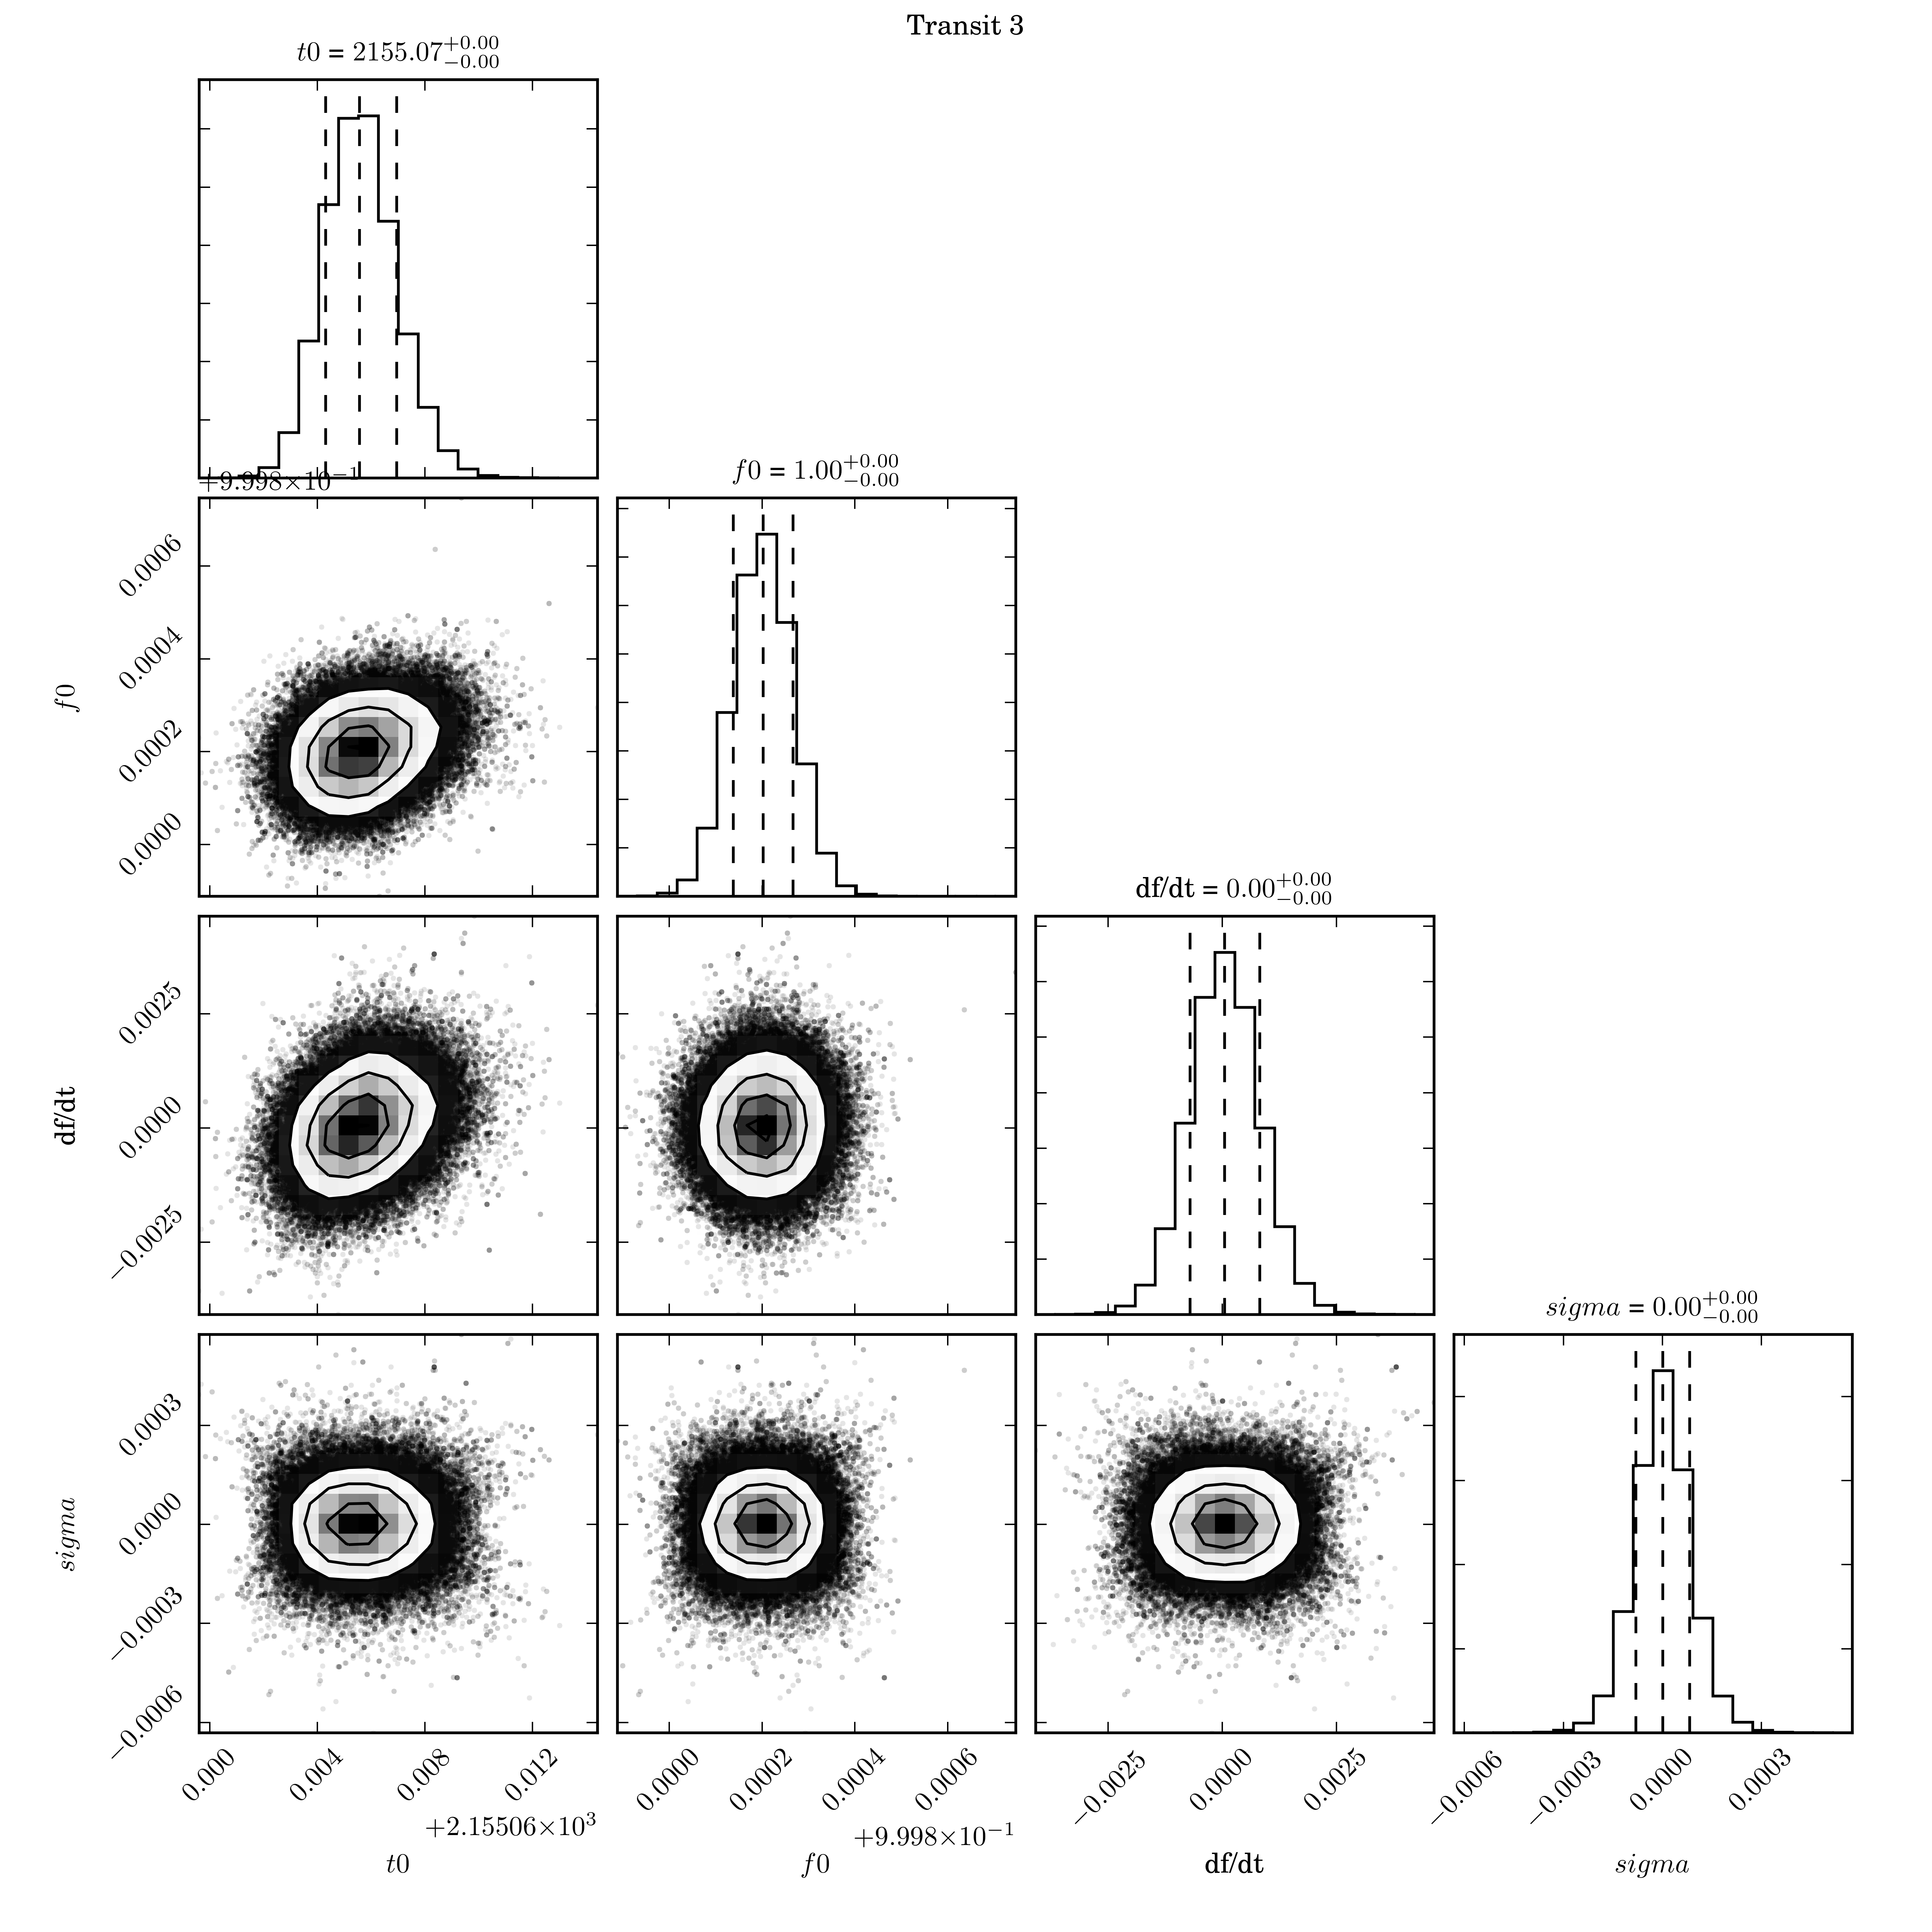 Transit 3
t0 = 2155.07+0.00 −0.00
+9.998×10−1
f0 = 1.00+0.00 −0.00
0.0006
0.0004
0.0002
0.0000
f0
df/dt = 0.00+0.00 −0.00
0.0025
0.0000
−0.0025
df/dt
sigma = 0.00+0.00 −0.00
0.0003
0.0000
−0.0003
−0.0006
sigma
0.000 0.004 0.008 0.012
0.0000 0.0002 0.0004 0.0006
−0.0025 0.0000 0.0025
−0.0006 −0.0003 0.0000 0.0003
+2.15506×103
+9.998×10−1
t0
f0
df/dt
sigma